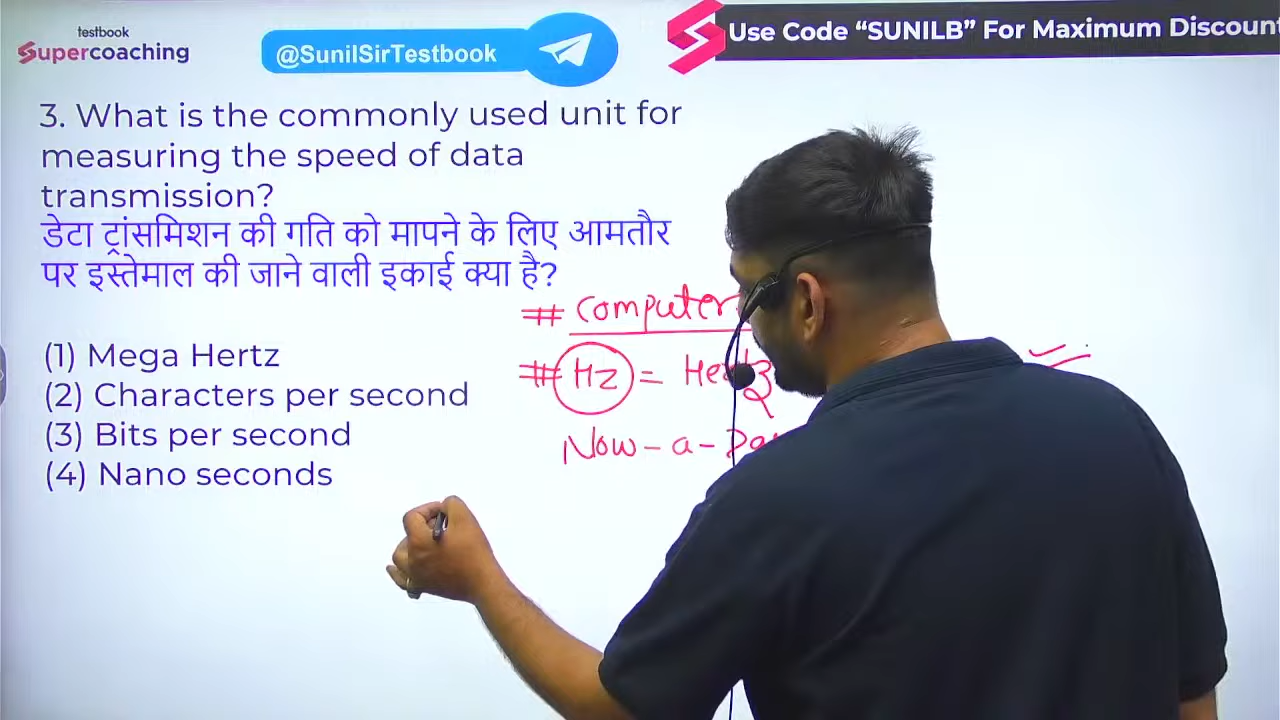 testbook
Supercoaching
@SunilSirTestbook
Use Code “SUNILB” For Maximum Discount
3. What is the commonly used unit for
measuring the speed of data
transmission?
डेटा ट्रांसमिशन की गति को मापने के लिए आमतौर
पर इस्तेमाल की जाने वाली इकाई क्या है?
# Computer
(1) Mega Hertz
# Hz = Hertz
(2) Characters per second
(3) Bits per second
Now-a-
(4) Nano seconds